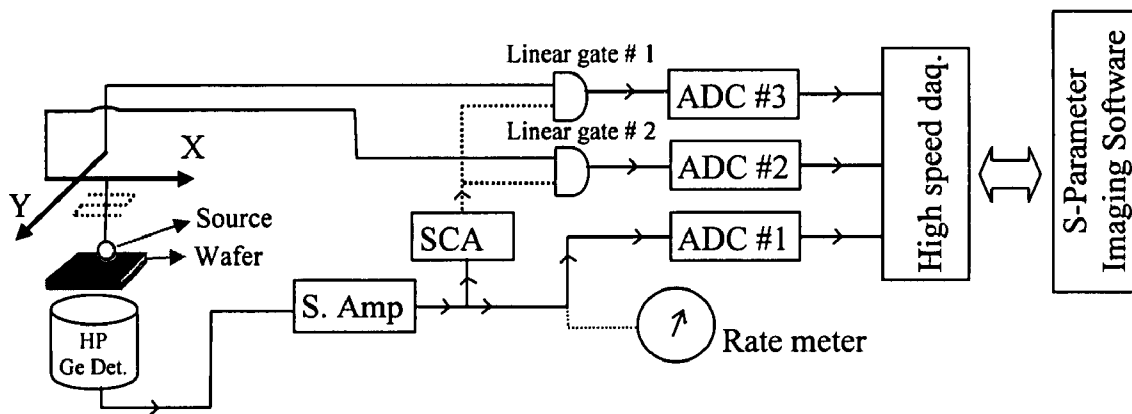 Linear gate # 1
ADC #3
Linear gate # 2
ADC #2
X
Y
Source
Wafer
SCA
ADC #1
S. Amp
HP
Ge Det.
Rate meter
High speed daq.
S-Parameter
Imaging Software